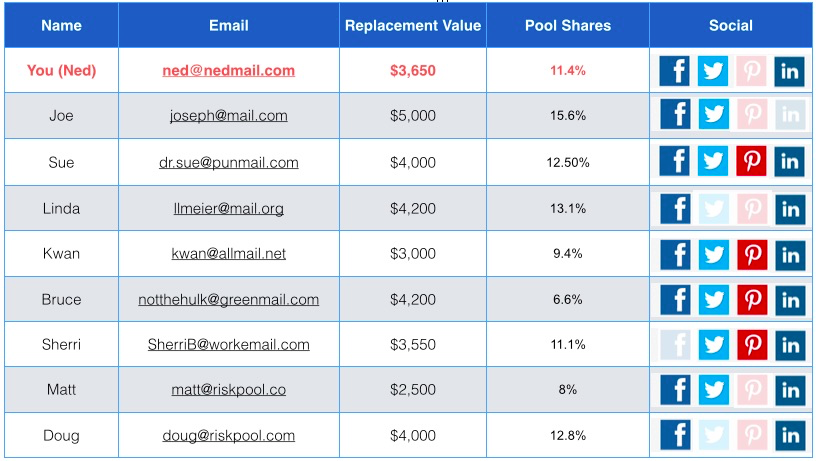 Name Email Replacement Value Pool Shares Social
You (Ned) ned@nedmail.com $3,650 11.4% f in
Joe joseph@mail.com $5,000 15.6% f in
Sue dr.sue@punmail.com $4,000 12.50% f in
Linda llmeier@mail.org $4,200 13.1% f in
Kwan kwan@allmail.net $3,000 9.4% f in
Bruce notthehulk@greenmail.com $4,200 6.6% f in
Sherri SherriB@workemail.com $3,550 11.1% f in
Matt matt@riskpool.co $2,500 8% f in
Doug doug@riskpool.com $4,000 12.8% f in